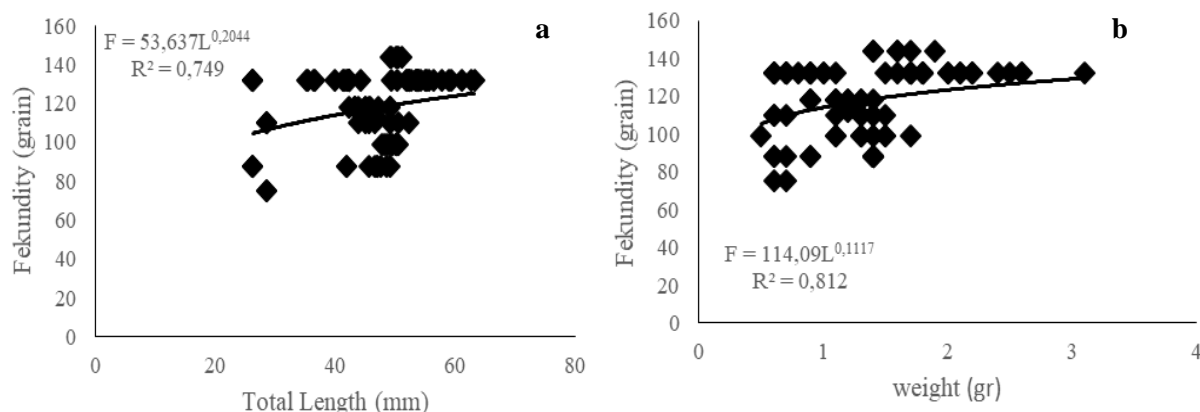 a
F = 53,637L^0,2044
R² = 0,749
Fekundity (grain)
160
140
120
100
80
60
40
20
0
0 20 40 60 80
Total Length (mm)
b
F = 114,09L^0,1117
R² = 0,812
Fekundity (grain)
160
140
120
100
80
60
40
20
0
0 1 2 3 4
weight (gr)